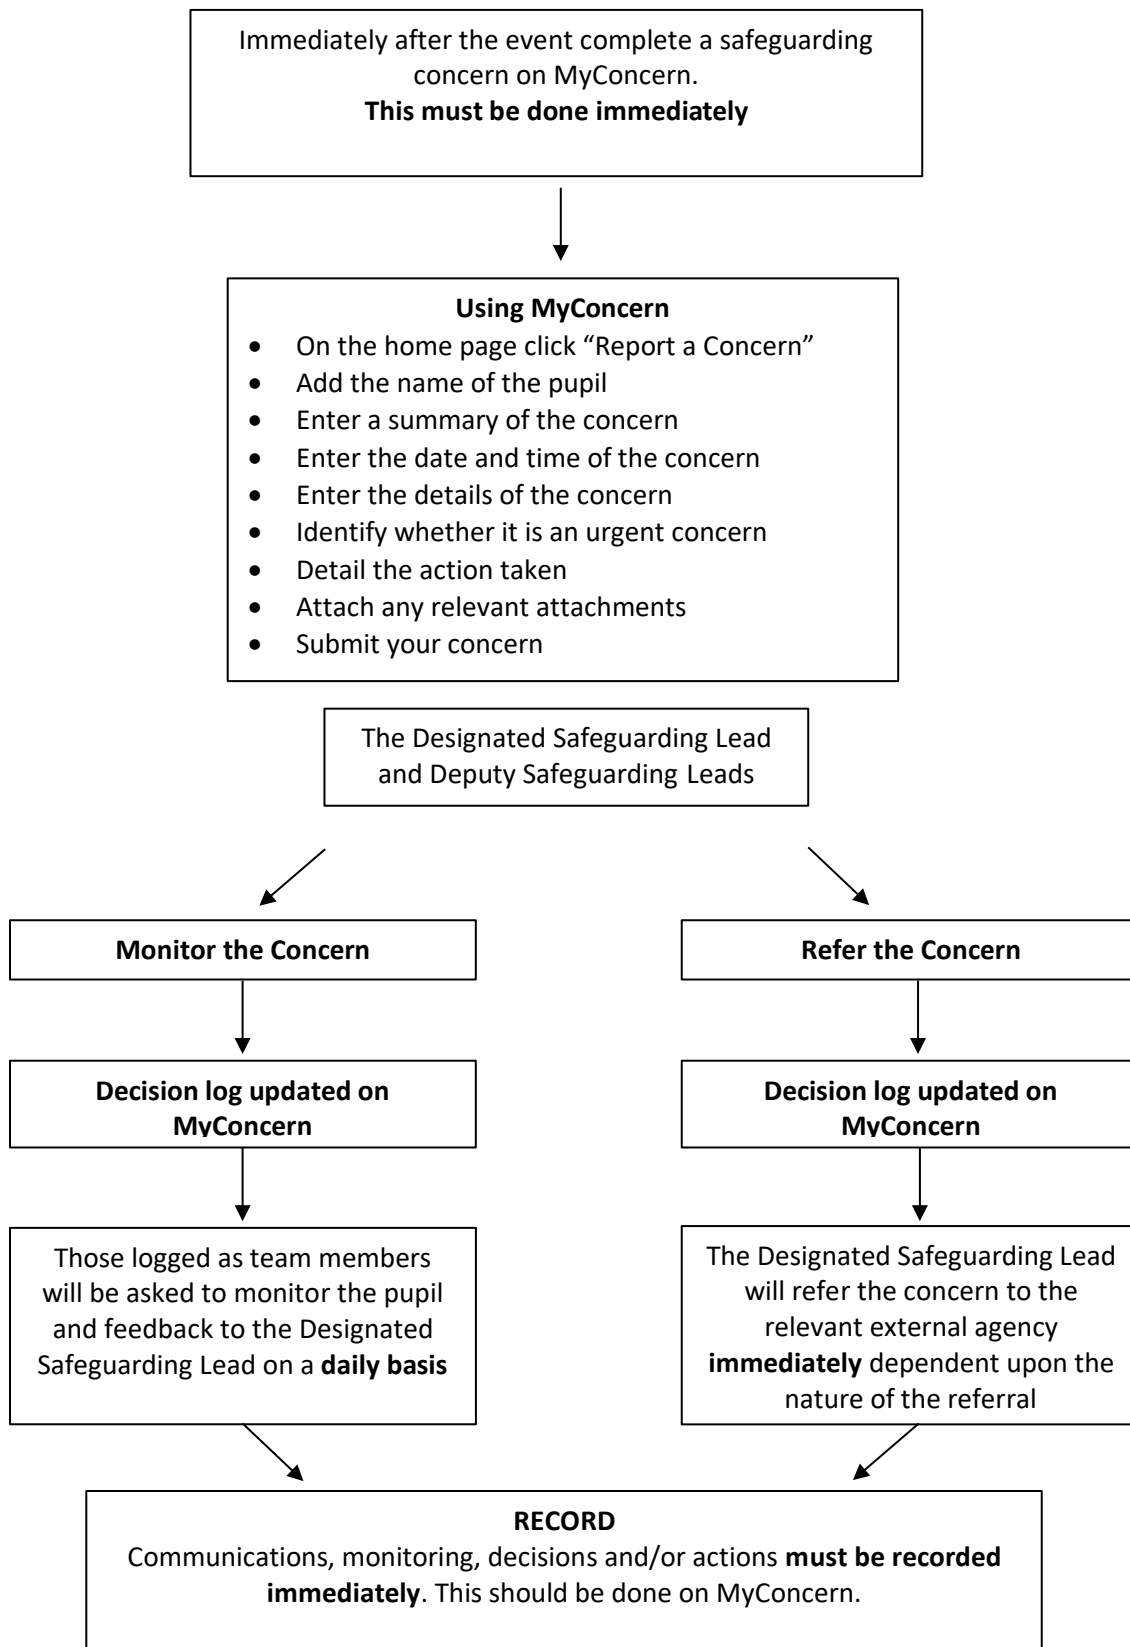 Immediately after the event complete a safeguarding
concern on MyConcern.
This must be done immediately
Using MyConcern
• On the home page click “Report a Concern”
• Add the name of the pupil
• Enter a summary of the concern
• Enter the date and time of the concern
• Enter the details of the concern
• Identify whether it is an urgent concern
• Detail the action taken
• Attach any relevant attachments
• Submit your concern
The Designated Safeguarding Lead
and Deputy Safeguarding Leads
Monitor the Concern
Refer the Concern
Decision log updated on
MyConcern
Decision log updated on
MyConcern
Those logged as team members
will be asked to monitor the pupil
and feedback to the Designated
Safeguarding Lead on a daily basis
The Designated Safeguarding Lead
will refer the concern to the
relevant external agency
immediately dependent upon the
nature of the referral
RECORD
Communications, monitoring, decisions and/or actions must be recorded
immediately. This should be done on MyConcern.